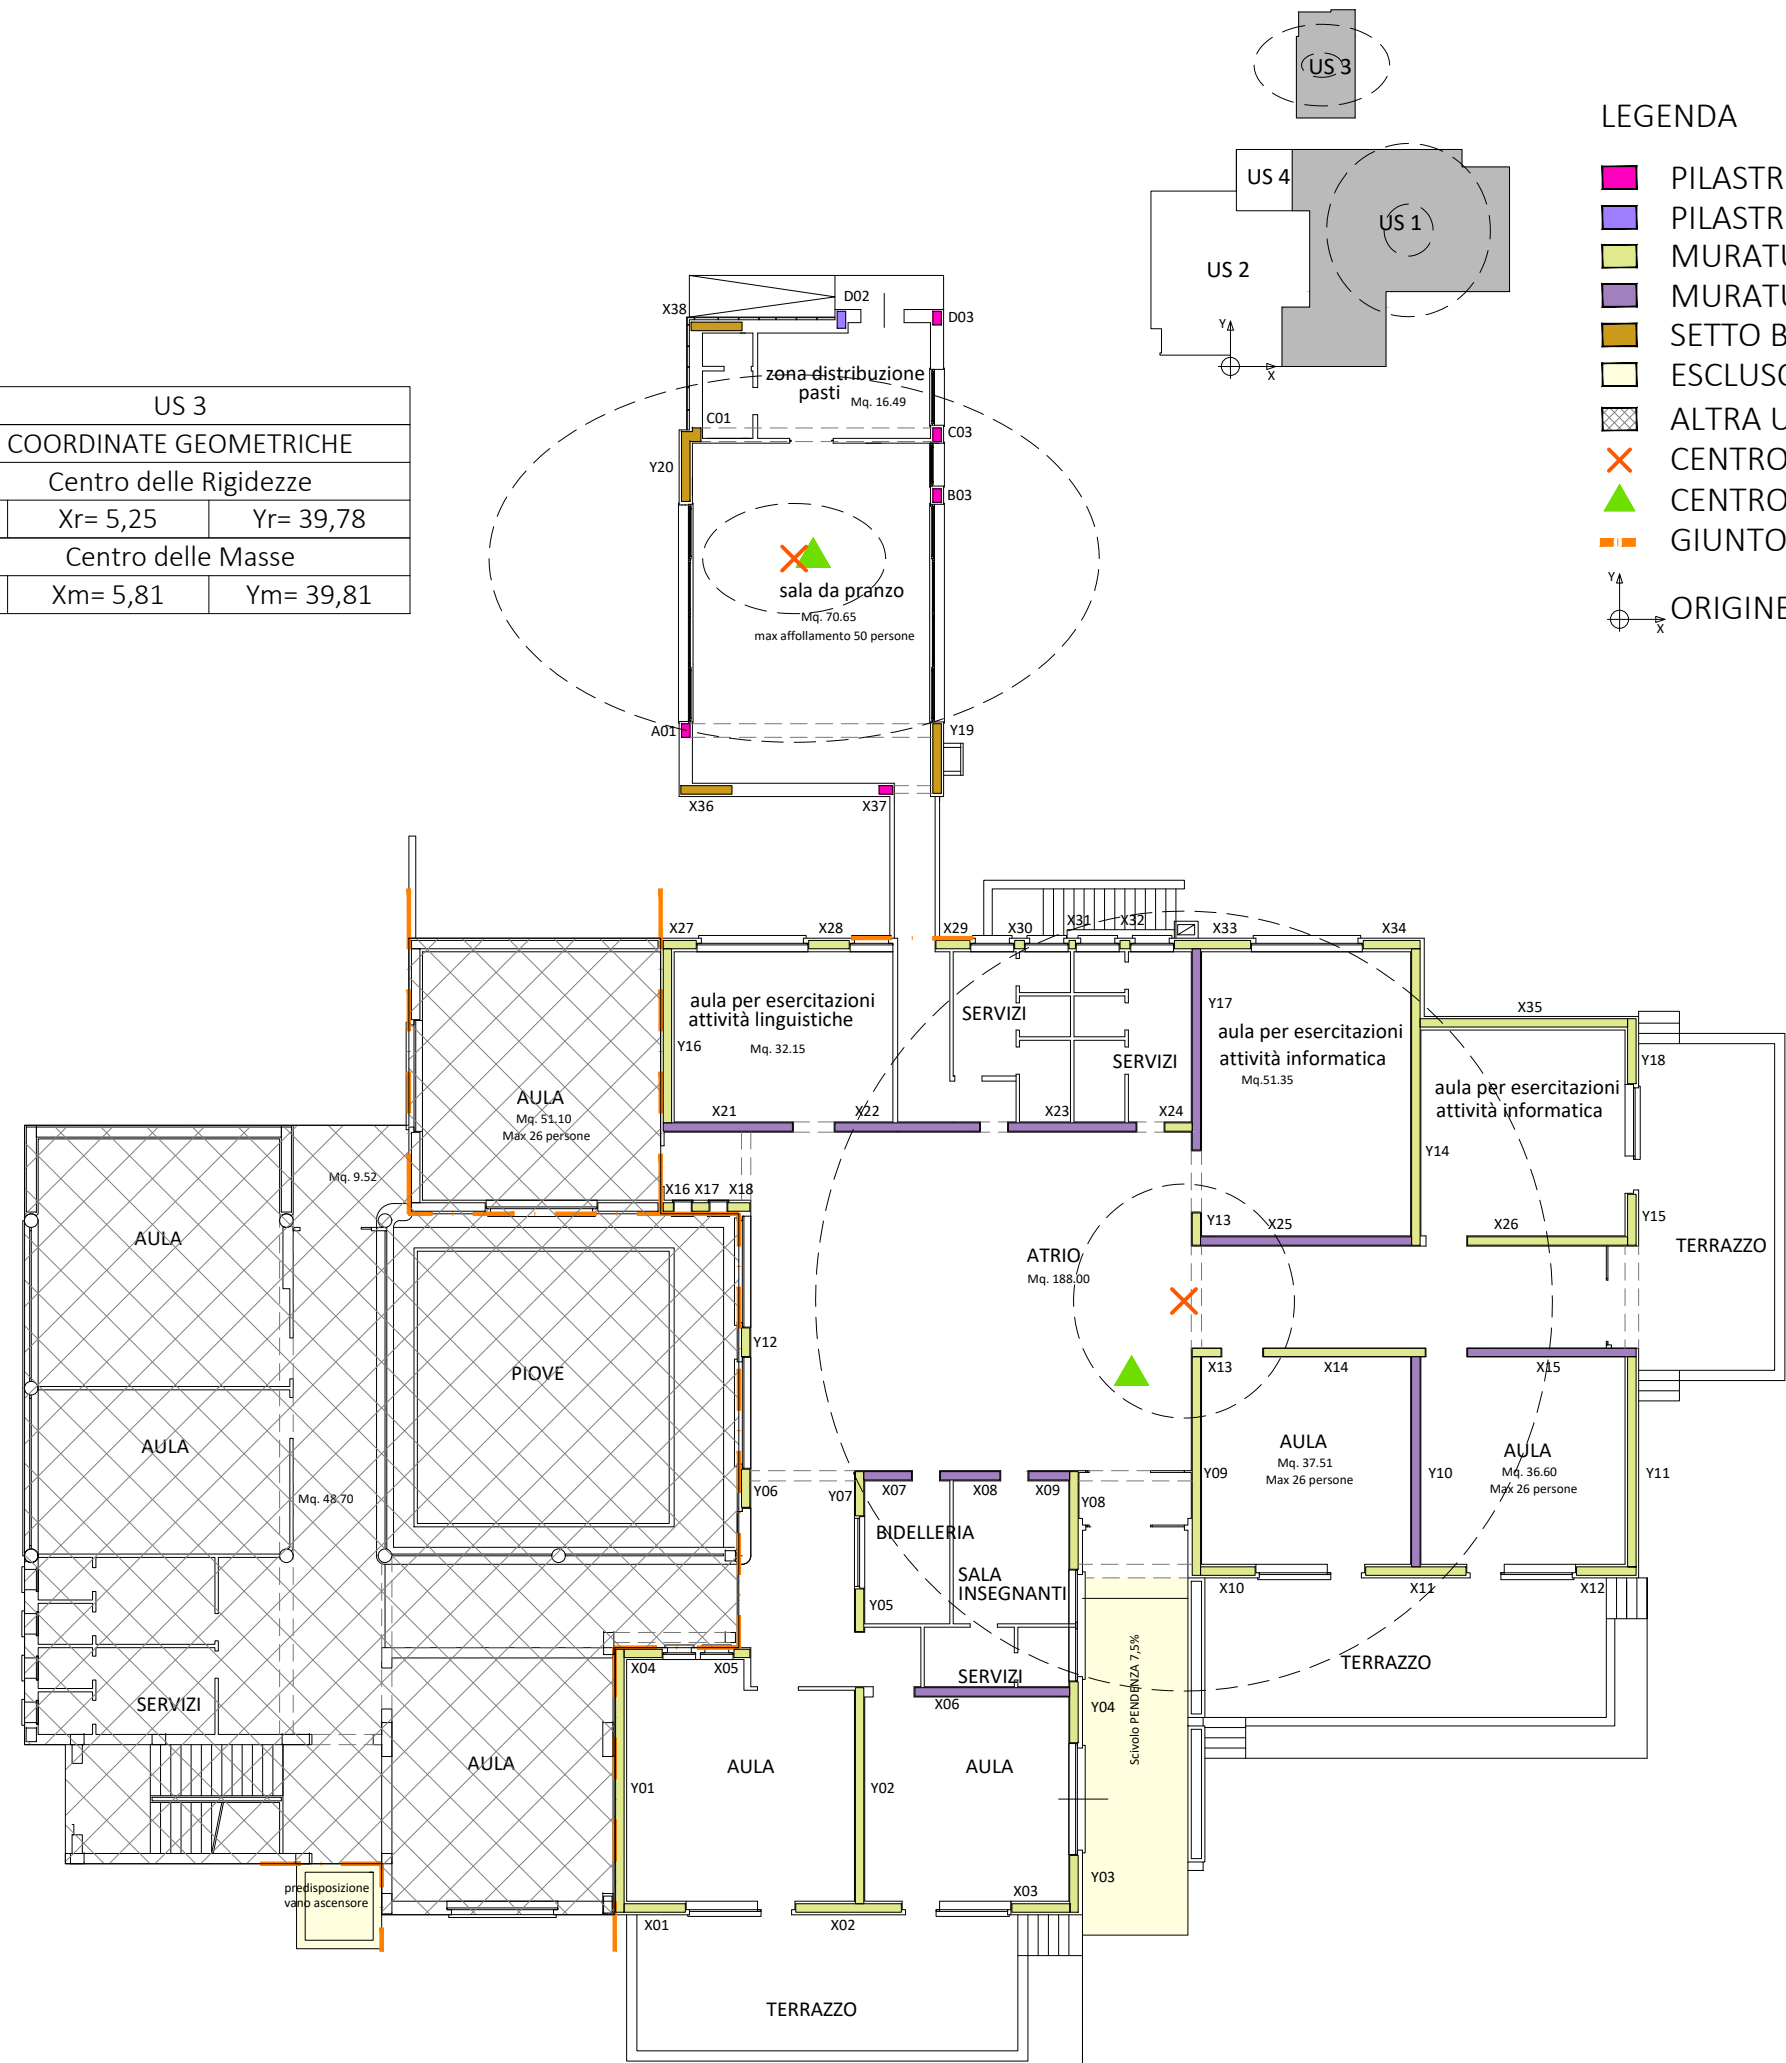 US 3
US 4
US 1
US 2
Y
X
LEGENDA
PILASTR
PILASTR
MURATU
MURATU
SETTO B
ESCLUSO
ALTRA U
CENTRO
CENTRO
GIUNTO
Y
X
ORIGINE
US 3
COORDINATE GEOMETRICHE
Centro delle Rigidezze
Xr= 5,25 Yr= 39,78
Centro delle Masse
Xm= 5,81 Ym= 39,81
X38
D02
D03
zona distribuzione
pasti Mq. 16.49
C01
C03
Y20
B03
sala da pranzo
Mq. 70.65
max affollamento 50 persone
A01
Y19
X36
X37
X27
X28
X29
X30
X31
X32
X33
X34
aula per esercitazioni
attività linguistiche
Mq. 32.15
Y16
SERVIZI
SERVIZI
Y17
aula per esercitazioni
attività informatica
Mq.51.35
X35
Y18
aula per esercitazioni
attività informatica
AULA
Mq. 51.10
Max 26 persone
X21
X22
X23
X24
Y14
Mq. 9.52
X16 X17 X18
Y13
X25
X26
Y15
TERRAZZO
AULA
ATRIO
Mq. 188.00
Y12
PIOVE
X13
X14
X15
AULA
AULA
Mq. 37.51
Max 26 persone
AULA
Mq. 36.60
Max 26 persone
Y09
Y10
Y11
Mq. 48.70
Y06
Y07
X07
X08
X09
Y08
BIDELLERIA
SALA
INSEGNANTI
Y05
X10
X11
X12
X04
X05
SERVIZI
X06
Y04
Scivolo PENDENZA 7,5%
TERRAZZO
SERVIZI
AULA
Y01
AULA
Y02
AULA
Y03
predisposizione
vano ascensore
X01
X02
X03
TERRAZZO